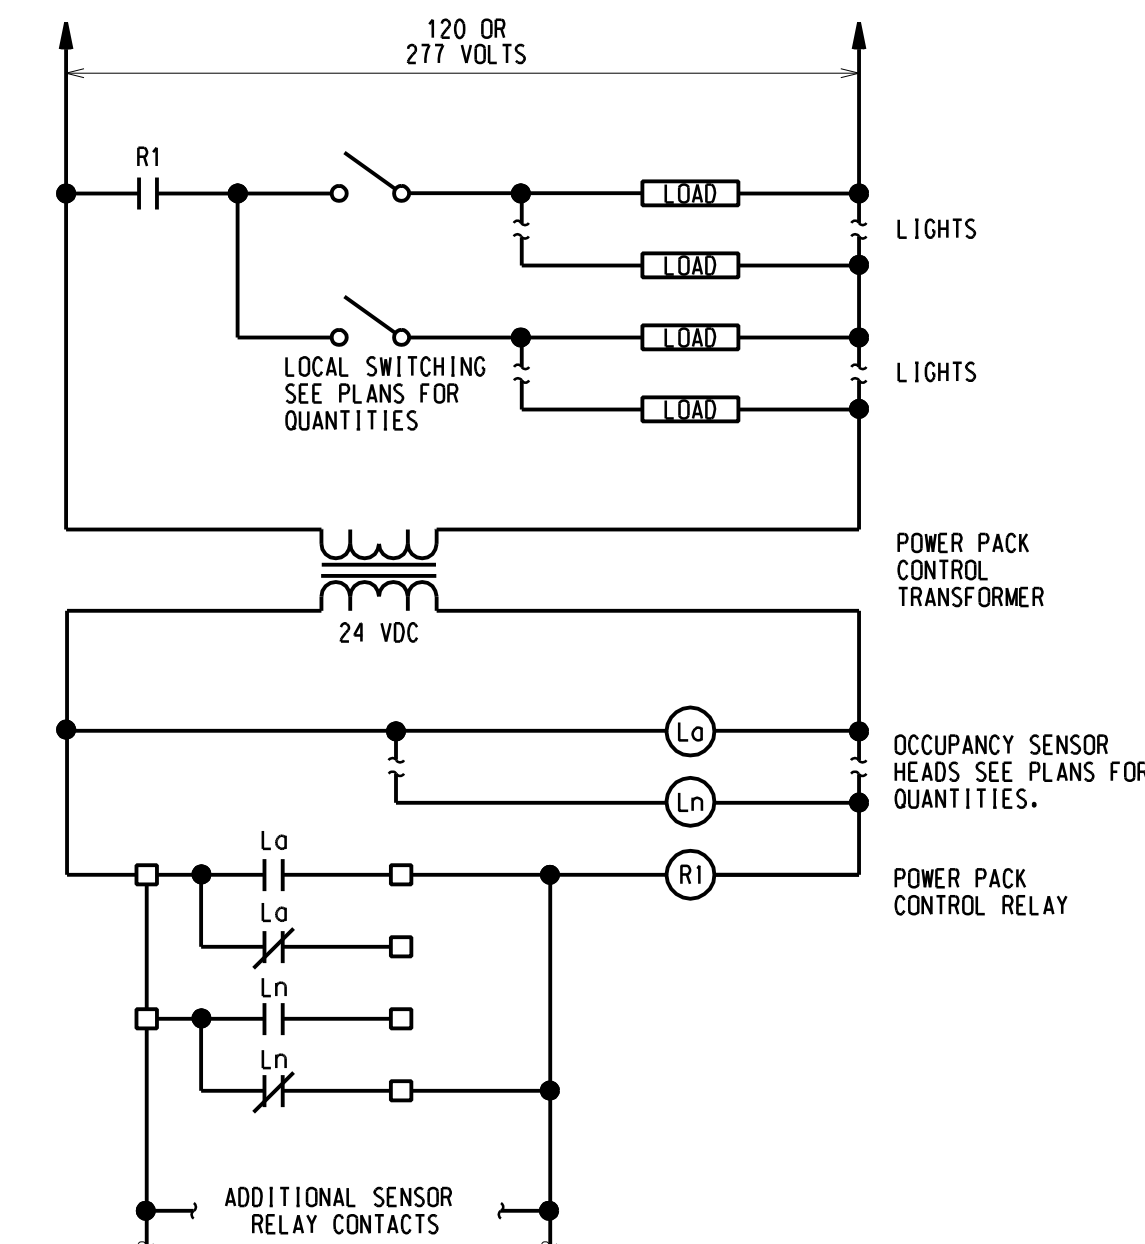 120 OR
277 VOLTS
R1
LOAD
LIGHTS
LOAD
LOAD
LOCAL SWITCHING
SEE PLANS FOR
QUANTITIES
LIGHTS
LOAD
POWER PACK
CONTROL
TRANSFORMER
24 VDC
La
OCCUPANCY SENSOR
HEADS SEE PLANS FOR
QUANTITIES.
Ln
La
R1
POWER PACK
CONTROL RELAY
La
Ln
Ln
ADDITIONAL SENSOR
RELAY CONTACTS